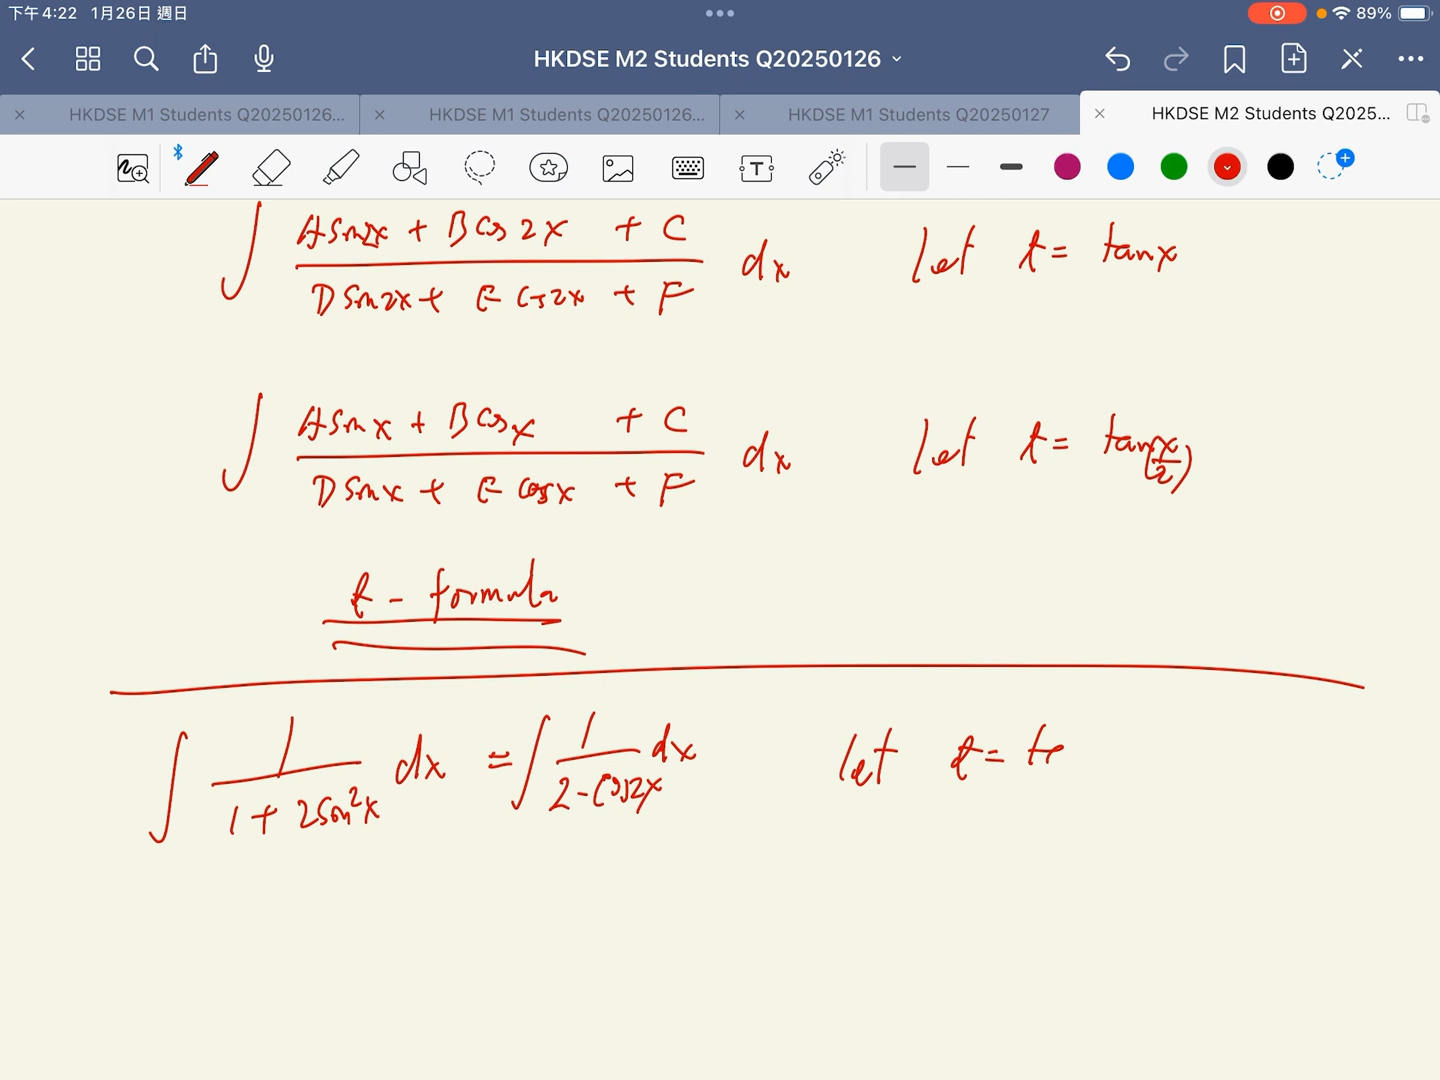 下午4:22 1月26日 週日
89%
HKDSE M2 Students Q20250126
HKDSE M1 Students Q20250126...
HKDSE M1 Students Q20250126...
HKDSE M1 Students Q20250127
HKDSE M2 Students Q2025...
∫ (A sin2x + B cos 2x + C)/(D sin2x + E cos2x + F) dx let t = tanx
∫ (A sin x + B cos x + C)/(D sin x + E cos x + F) dx let t = tan(x/2)
t - formula
∫ 1/(1 + 2sin²x) dx = ∫ 1/(2 - cos2x) dx let t = ta